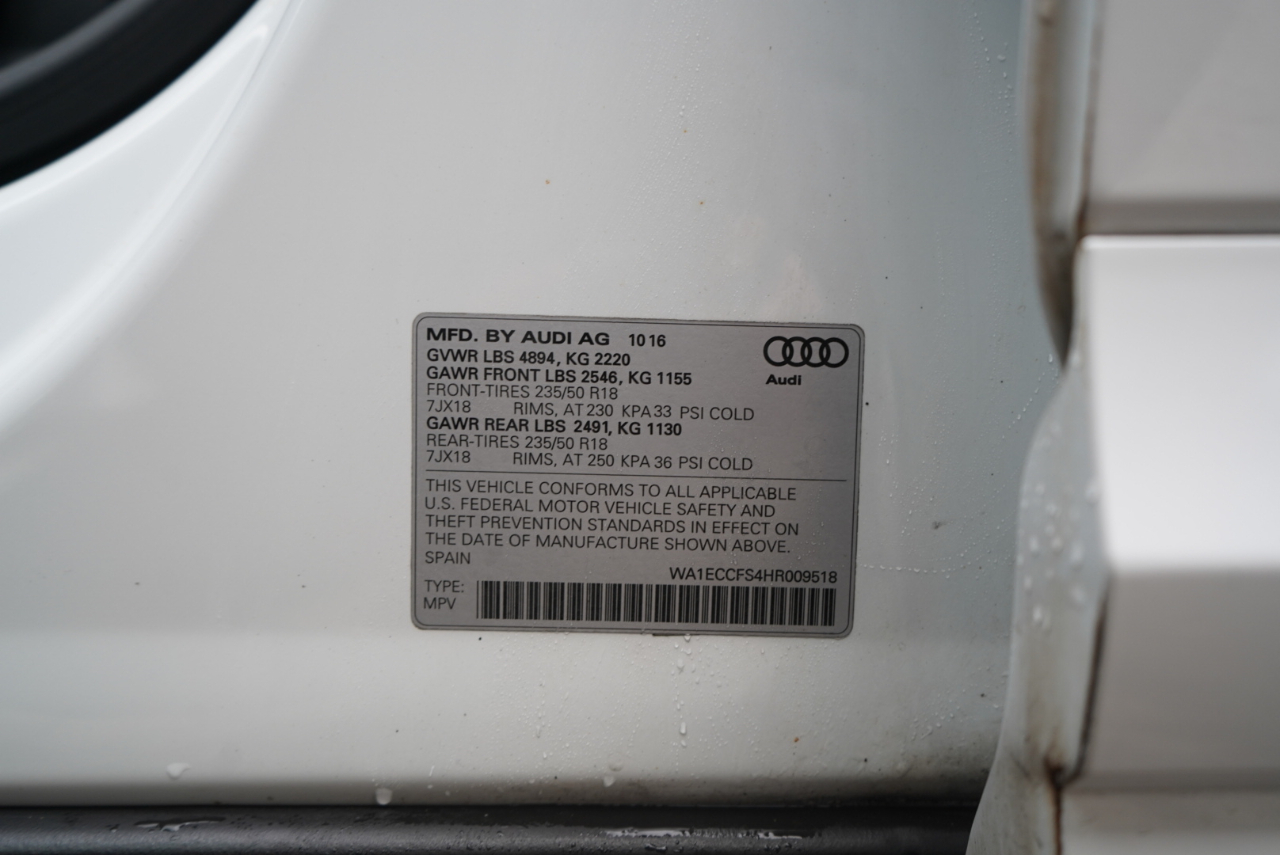 MFD. BY AUDI AG 10 16
GVWR LBS 4894, KG 2220
GAWR FRONT LBS 2546, KG 1155
FRONT-TIRES 235/50 R18
7JX18 RIMS, AT 230 KPA 33 PSI COLD
GAWR REAR LBS 2491, KG 1130
REAR-TIRES 235/50 R18
7JX18 RIMS, AT 250 KPA 36 PSI COLD
Audi
THIS VEHICLE CONFORMS TO ALL APPLICABLE
U.S. FEDERAL MOTOR VEHICLE SAFETY AND
THEFT PREVENTION STANDARDS IN EFFECT ON
THE DATE OF MANUFACTURE SHOWN ABOVE.
SPAIN
WA1ECCFS4HR009518
TYPE:
MPV